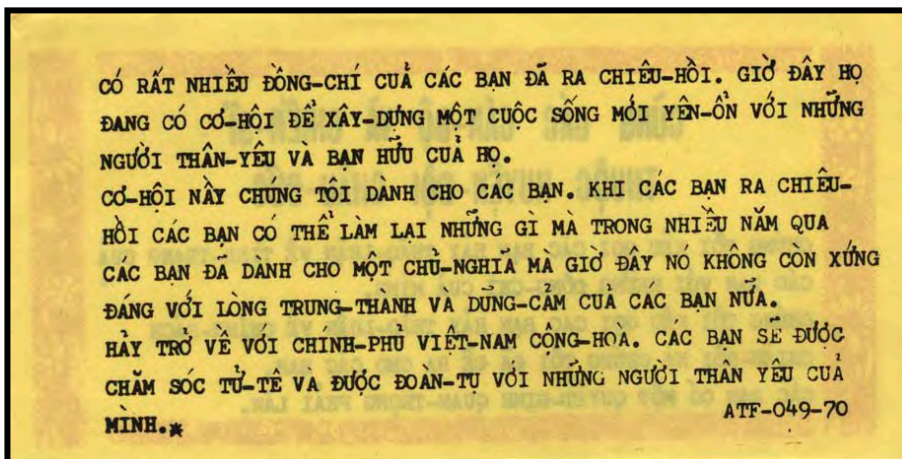 CÓ RẤT NHIỀU ĐỒNG-CHÍ CUẢ CÁC BẠN ĐÃ RA CHIÊU-HỒI. GIỜ ĐÂY HỌ
ĐANG CÓ CƠ-HỘI ĐỂ XÂY-DỰNG MỘT CUỘC SỐNG MỚI YÊN-ỔN VỚI NHỮNG
NGƯỜI THÂN-YÊU VÀ BẠN HỮU CUẢ HỌ.
CƠ-HỘI NẦY CHÚNG TÔI DÀNH CHO CÁC BẠN. KHI CÁC BẠN RA CHIÊU-
HỒI CÁC BẠN CÓ THỂ LÀM LẠI NHỮNG GÌ MÀ TRONG NHIỀU NĂM QUA
CÁC BẠN ĐÃ DÀNH CHO MỘT CHỦ-NGHĨA MÀ GIỜ ĐÂY NÓ KHÔNG CÒN XỨNG
ĐÁNG VỚI LÒNG TRUNG-THÀNH VÀ DŨNG-CẢM CUẢ CÁC BẠN NỮA.
HÃY TRỞ VỀ VỚI CHÍNH-PHỦ VIỆT-NAM CỘNG-HOÀ. CÁC BẠN SẼ ĐƯỢC
CHĂM SÓC TỬ-TẾ VÀ ĐƯỢC ĐOÀN-TỤ VỚI NHỮNG NGƯỜI THÂN YÊU CUẢ
MÌNH.* ATF-049-70